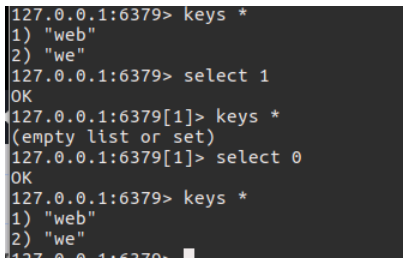 127.0.0.1:6379> keys *
1) "web"
2) "we"
127.0.0.1:6379> select 1
OK
127.0.0.1:6379[1]> keys *
(empty list or set)
127.0.0.1:6379[1]> select 0
OK
127.0.0.1:6379> keys *
1) "web"
2) "we"
127.0.0.1:6379>